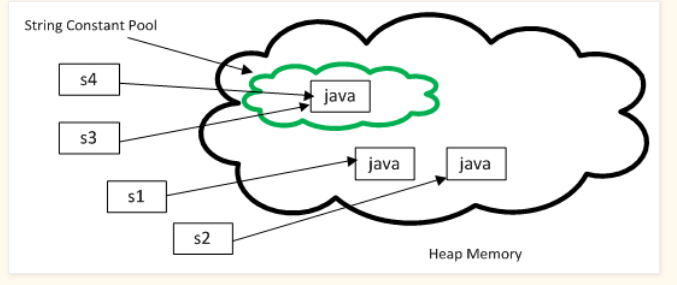 String Constant Pool
s4
java
s3
java
java
s1
s2
Heap Memory